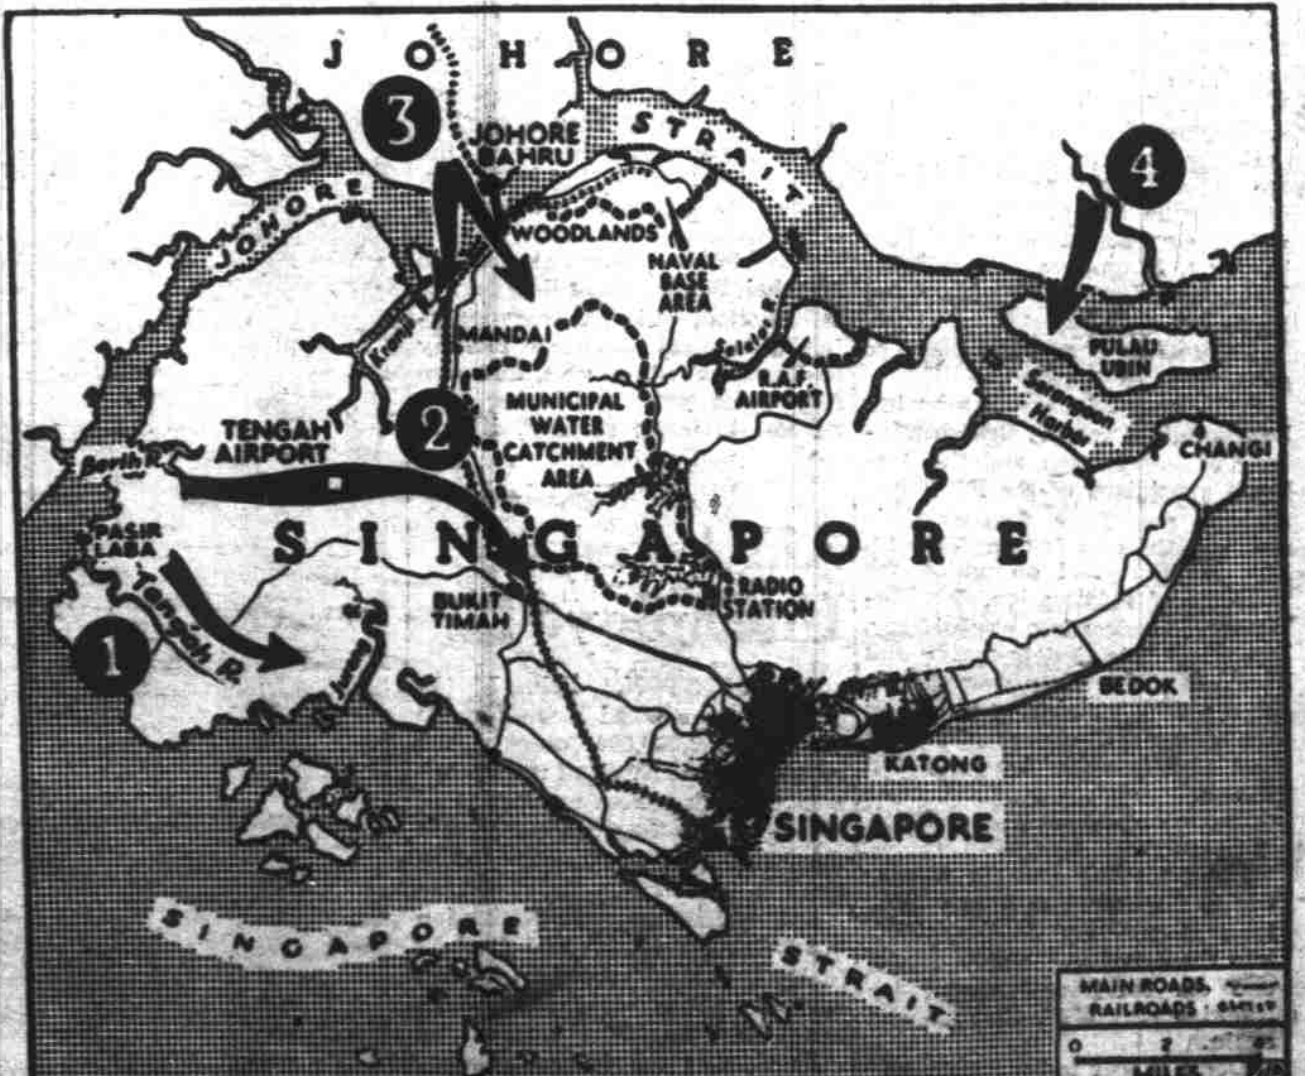 JOHORE
3
JOHORE
BAHRU
STRAIT
4
JOHORE
WOODLANDS
NAVAL
BASE
AREA
Kranji R.
MANDAI
Seletar R.
PULAU
UBIN
R.A.F.
AIRPORT
Serangoon
Harbor
2
MUNICIPAL
WATER
CATCHMENT
AREA
TENGAH
AIRPORT
CHANGI
Berih R.
PASIR
LABA
SINGAPORE
Tengah R.
1
Jurong
BUKIT
TIMAH
RADIO
STATION
BEDOK
KATONG
SINGAPORE
SINGAPORE
STRAIT
MAIN ROADS
RAILROADS
0 2
MILES